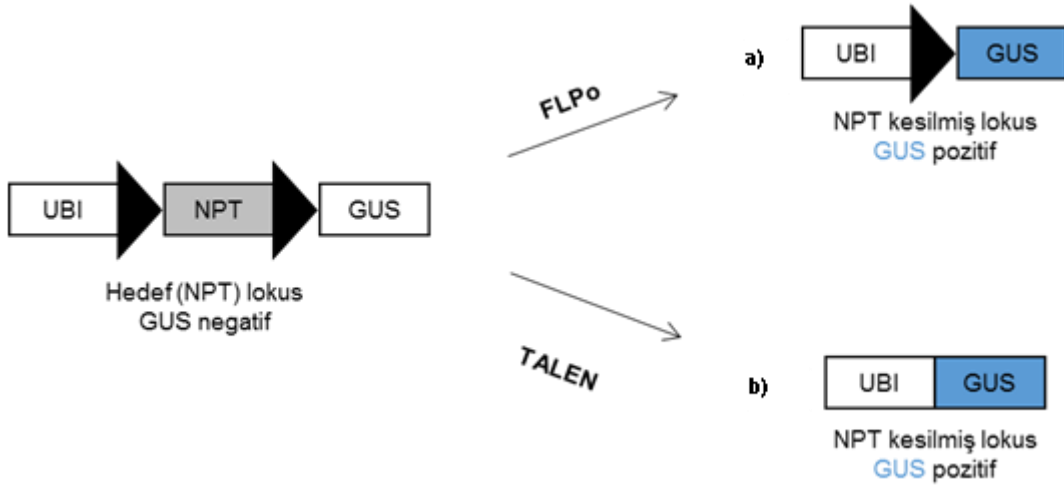 UBI NPT GUS
Hedef (NPT) lokus
GUS negatif
FLPo
TALEN
a)
UBI GUS
NPT kesilmiş lokus
GUS pozitif
b)
UBI GUS
NPT kesilmiş lokus
GUS pozitif